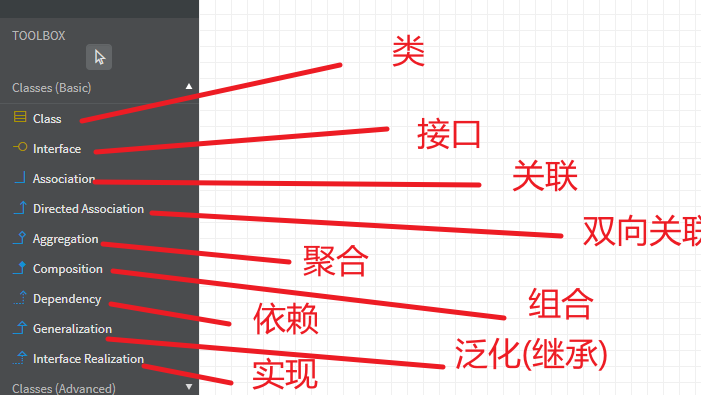 TOOLBOX
Classes (Basic)
类
Class
接口
Interface
关联
Association
双向关联
Directed Association
聚合
Aggregation
组合
Composition
依赖
Dependency
泛化(继承)
Generalization
实现
Interface Realization
Classes (Advanced)